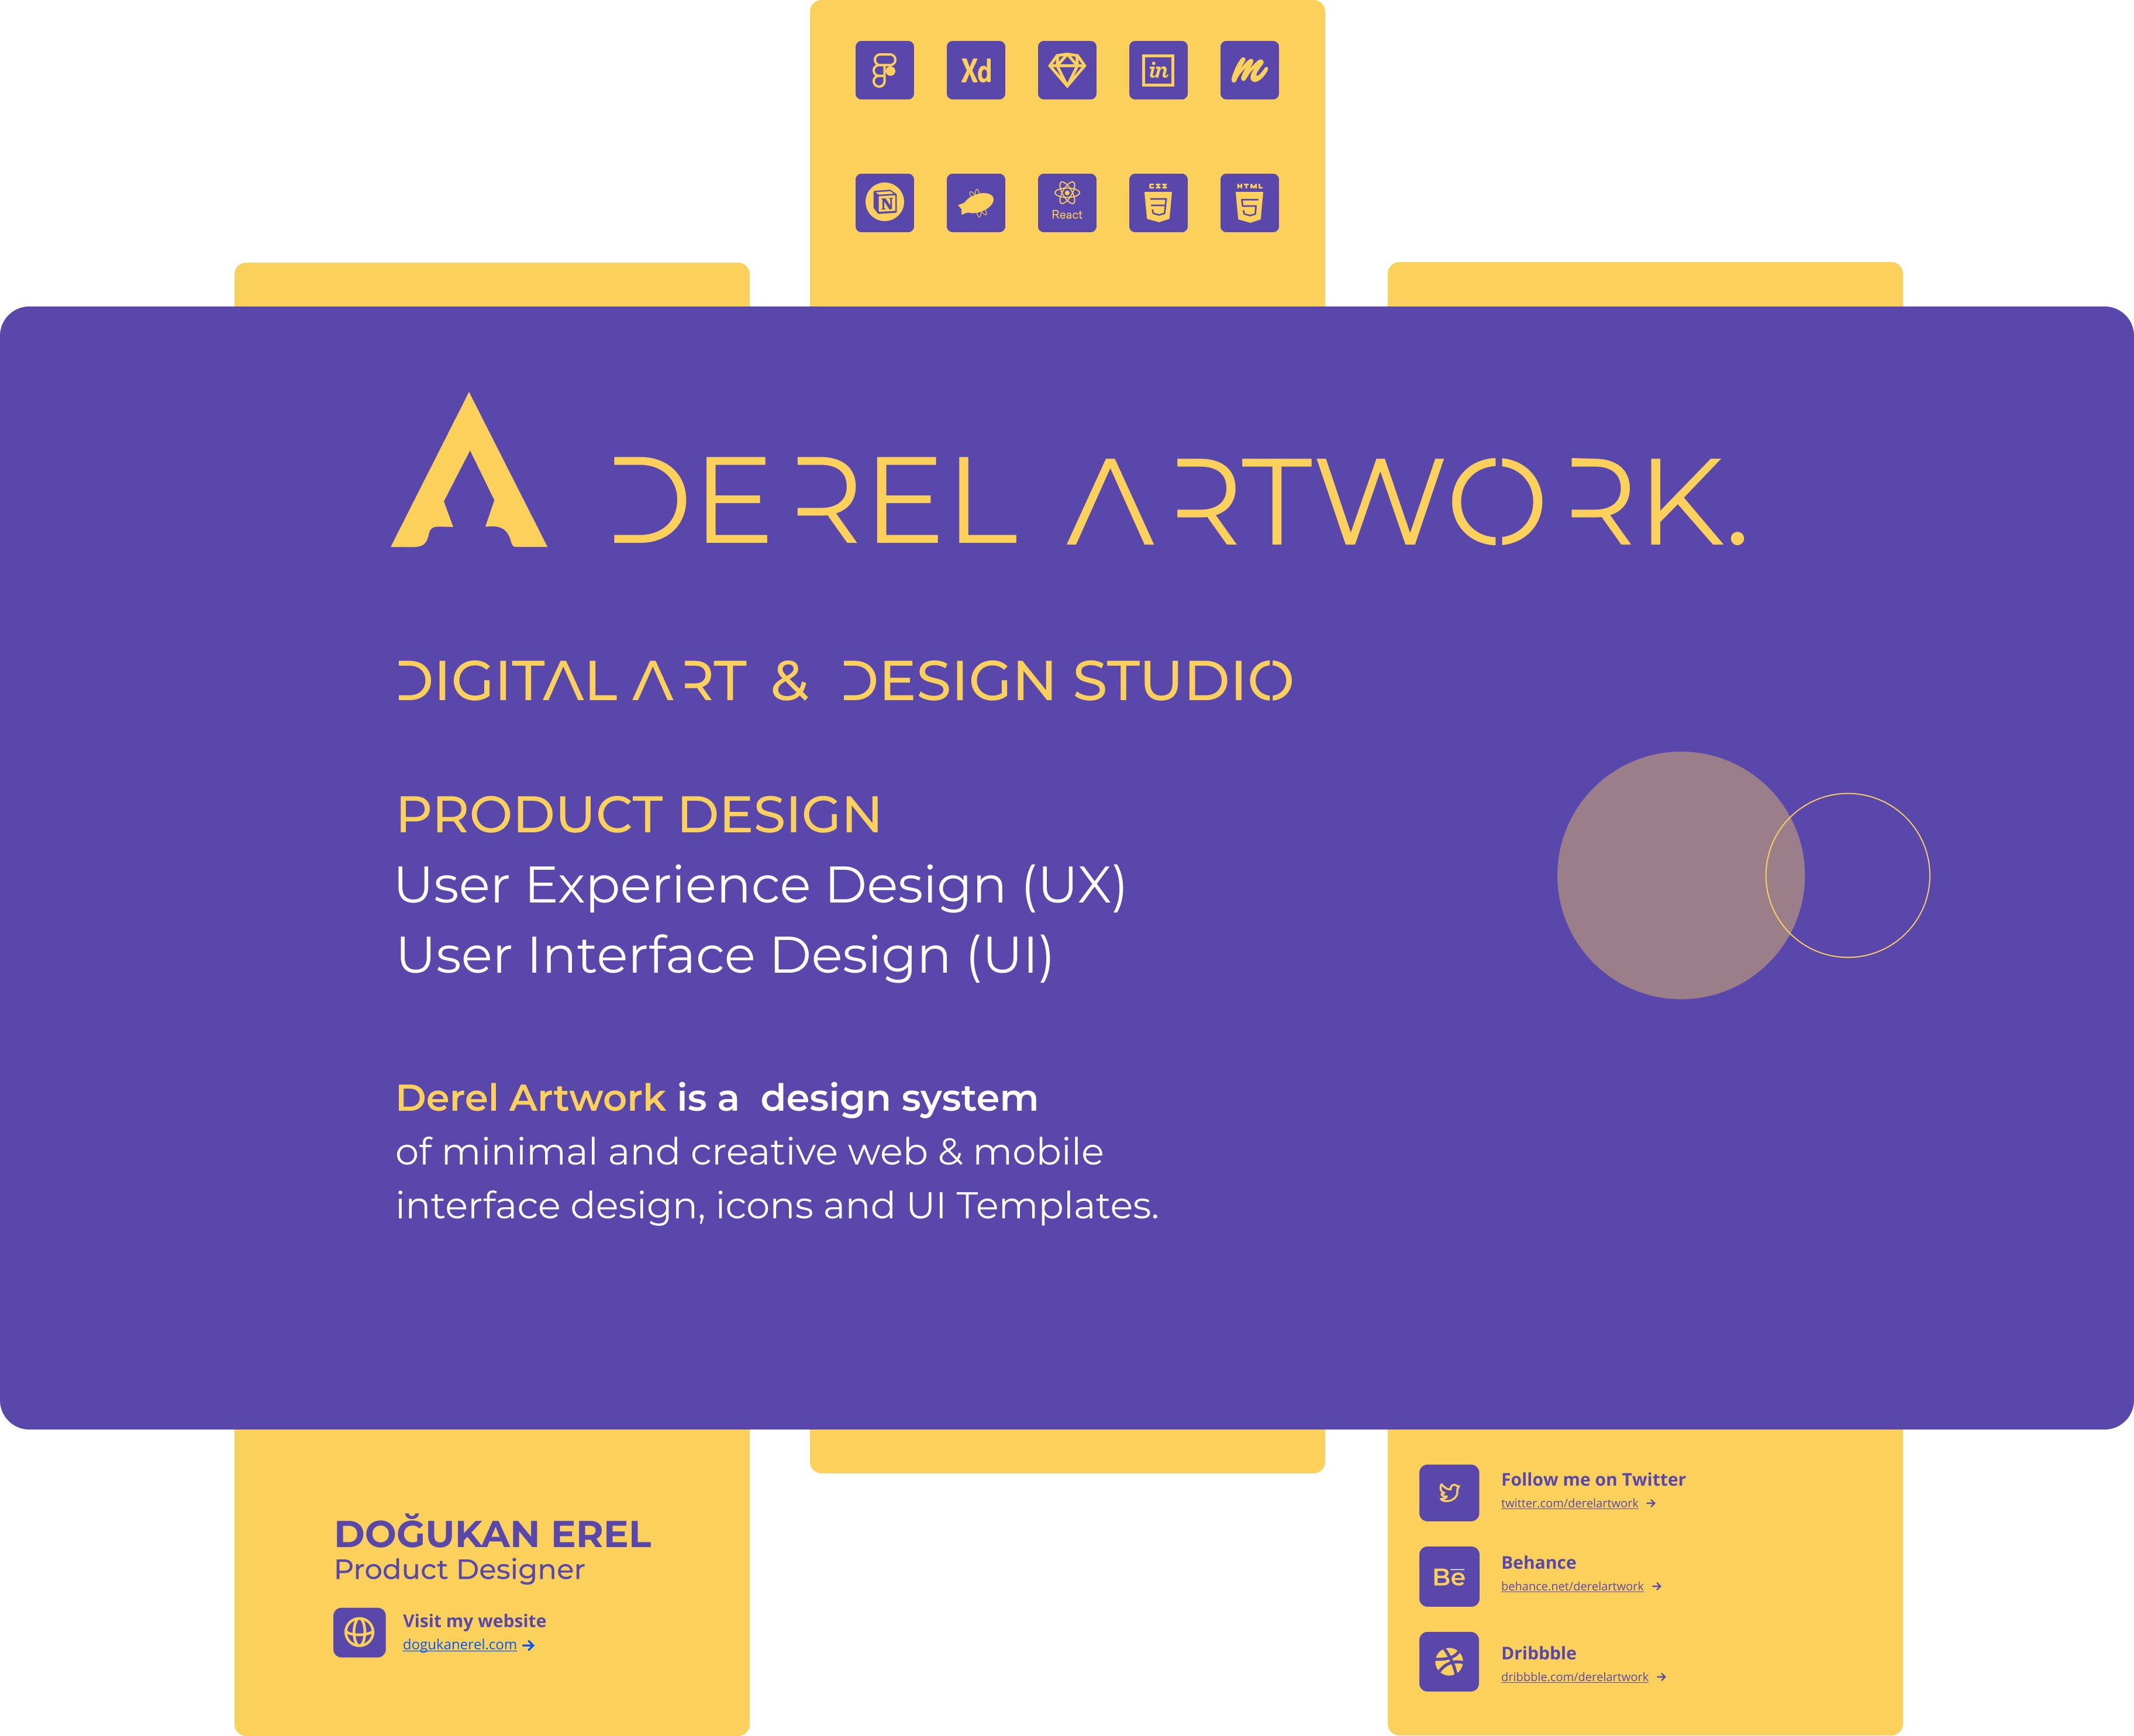 Xd
in
m
N
React
CSS
HTML
DEREL ARTWORK.
DIGITAL ART & DESIGN STUDIO
PRODUCT DESIGN
User Experience Design (UX)
User Interface Design (UI)
Derel Artwork is a  design system
of minimal and creative web & mobile
interface design, icons and UI Templates.
DOĞUKAN EREL
Product Designer
Visit my website
dogukanerel.com →
Follow me on Twitter
twitter.com/derelartwork →
Bē
Behance
behance.net/derelartwork →
Dribbble
dribbble.com/derelartwork →